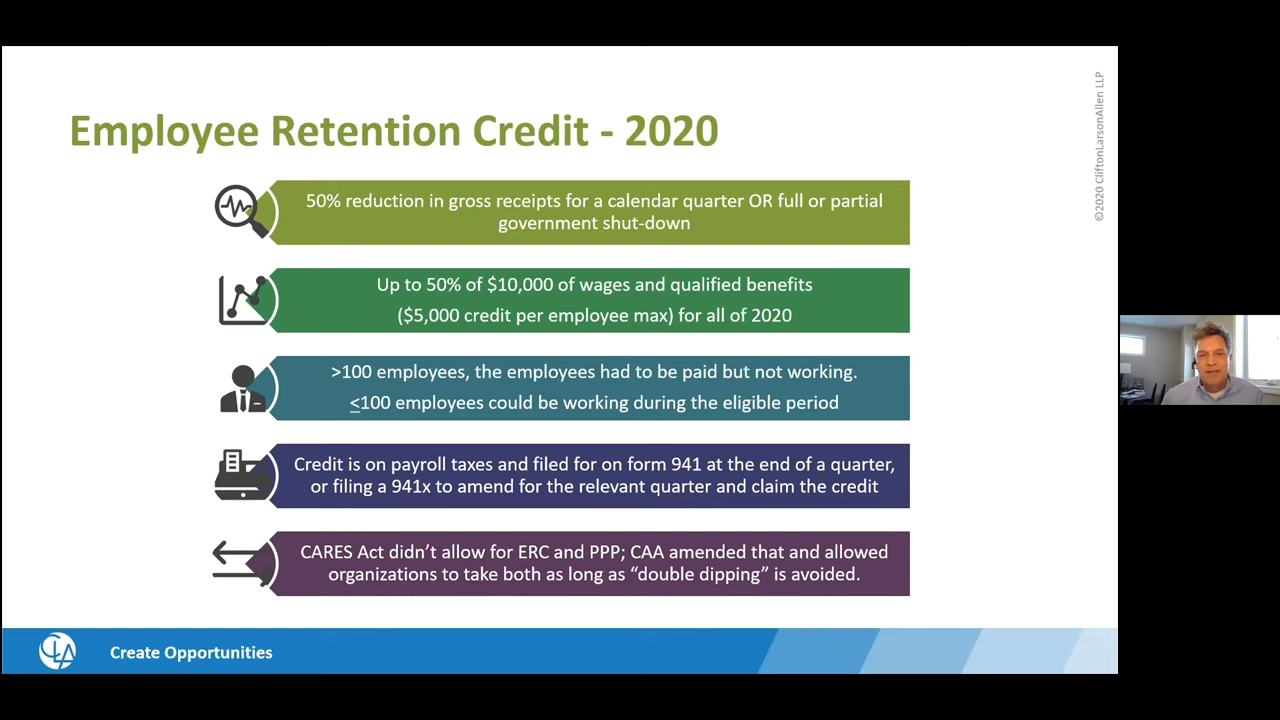 ©2020 CliftonLarsonAllen LLP
Employee Retention Credit - 2020
50% reduction in gross receipts for a calendar quarter OR full or partial
government shut-down
Up to 50% of $10,000 of wages and qualified benefits
($5,000 credit per employee max) for all of 2020
>100 employees, the employees had to be paid but not working.
<100 employees could be working during the eligible period
Credit is on payroll taxes and filed for on form 941 at the end of a quarter,
or filing a 941x to amend for the relevant quarter and claim the credit
CARES Act didn’t allow for ERC and PPP; CAA amended that and allowed
organizations to take both as long as “double dipping” is avoided.
CLA
Create Opportunities